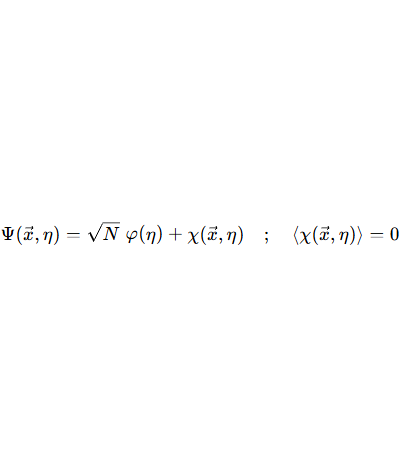 Ψ(x⃗, η) = √N φ(η) + χ(x⃗, η) ; ⟨χ(x⃗, η)⟩ = 0